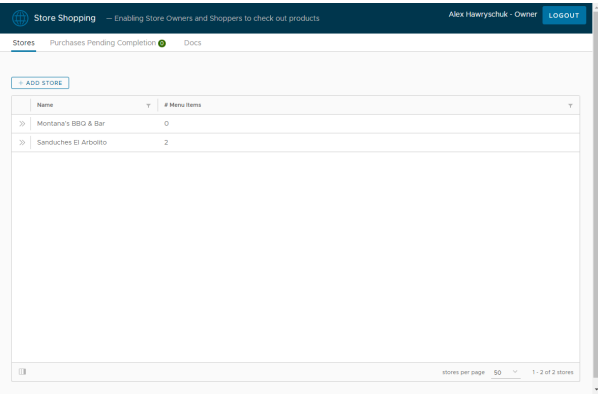 Store Shopping — Enabling Store Owners and Shoppers to check out products Alex Hawryschuk - Owner LOGOUT
Stores Purchases Pending Completion 0 Docs
+ ADD STORE
Name # Menu Items
Montana's BBQ & Bar 0
Sanduches El Arbolito 2
stores per page 50 1 - 2 of 2 stores